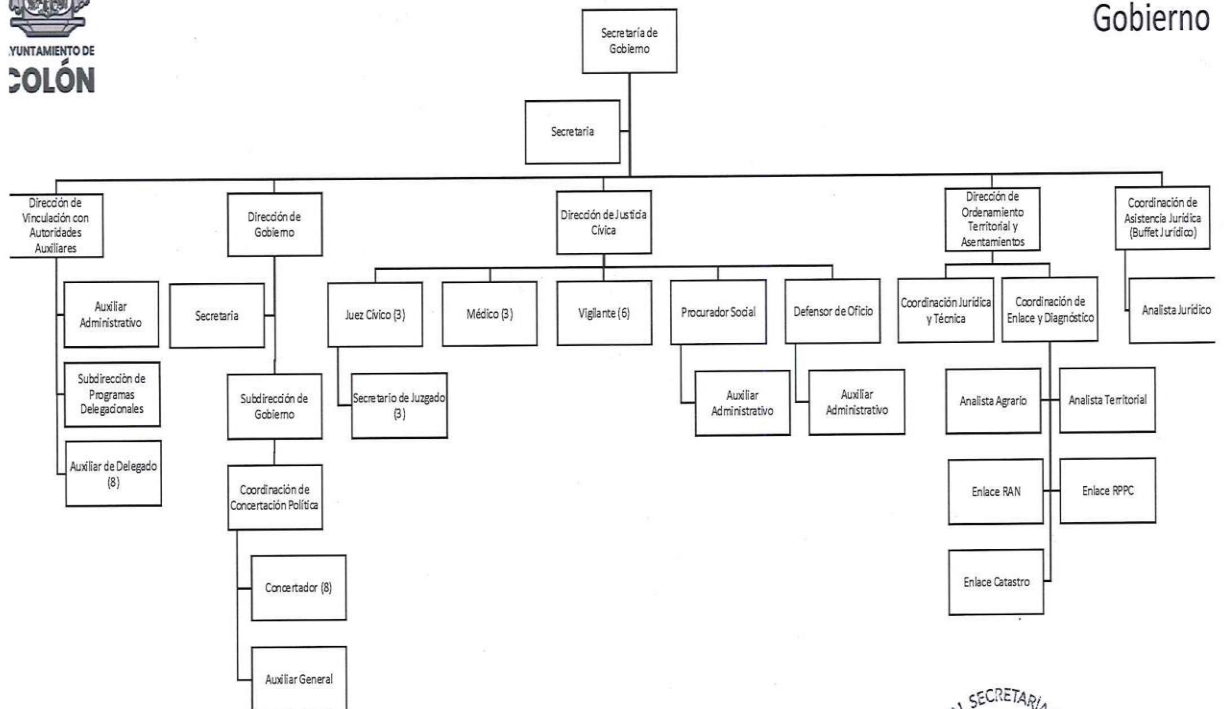 Gobierno
AYUNTAMIENTO DE
COLÓN
Secretaría de
Gobierno
Secretaria
Dirección de
Vinculación con
Autoridades
Auxiliares
Dirección de
Gobierno
Dirección de Justicia
Cívica
Dirección de
Ordenamiento
Territorial y
Asentamientos
Coordinación de
Asistencia Jurídica
(Buffet Jurídico)
Auxiliar
Administrativo
Secretaria
Juez Cívico (3)
Médico (3)
Vigilante (6)
Procurador Social
Defensor de Oficio
Coordinación Jurídica
y Técnica
Coordinación de
Enlace y Diagnóstico
Analista Jurídico
Subdirección de
Programas
Delegacionales
Subdirección de
Gobierno
Secretario de Juzgado
(3)
Auxiliar
Administrativo
Auxiliar
Administrativo
Analista Agrario
Analista Territorial
Auxiliar de Delegado
(8)
Coordinación de
Concertación Política
Enlace RAN
Enlace RPPC
Concertador (8)
Enlace Catastro
Auxiliar General
SECRETARÍA